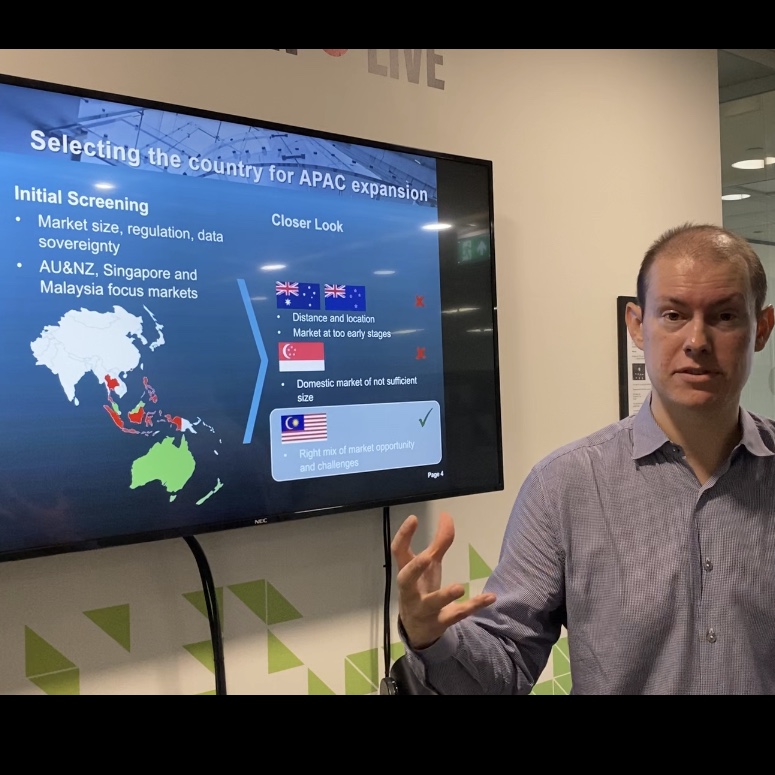 LIVE
Selecting the country for APAC expansion
Initial Screening
• Market size, regulation, data
sovereignty
• AU&NZ, Singapore and
Malaysia focus markets
Closer Look
• Distance and location
• Market at too early stages
• Domestic market of not sufficient
size
• Right mix of market opportunity
and challenges
Page 4
NEC